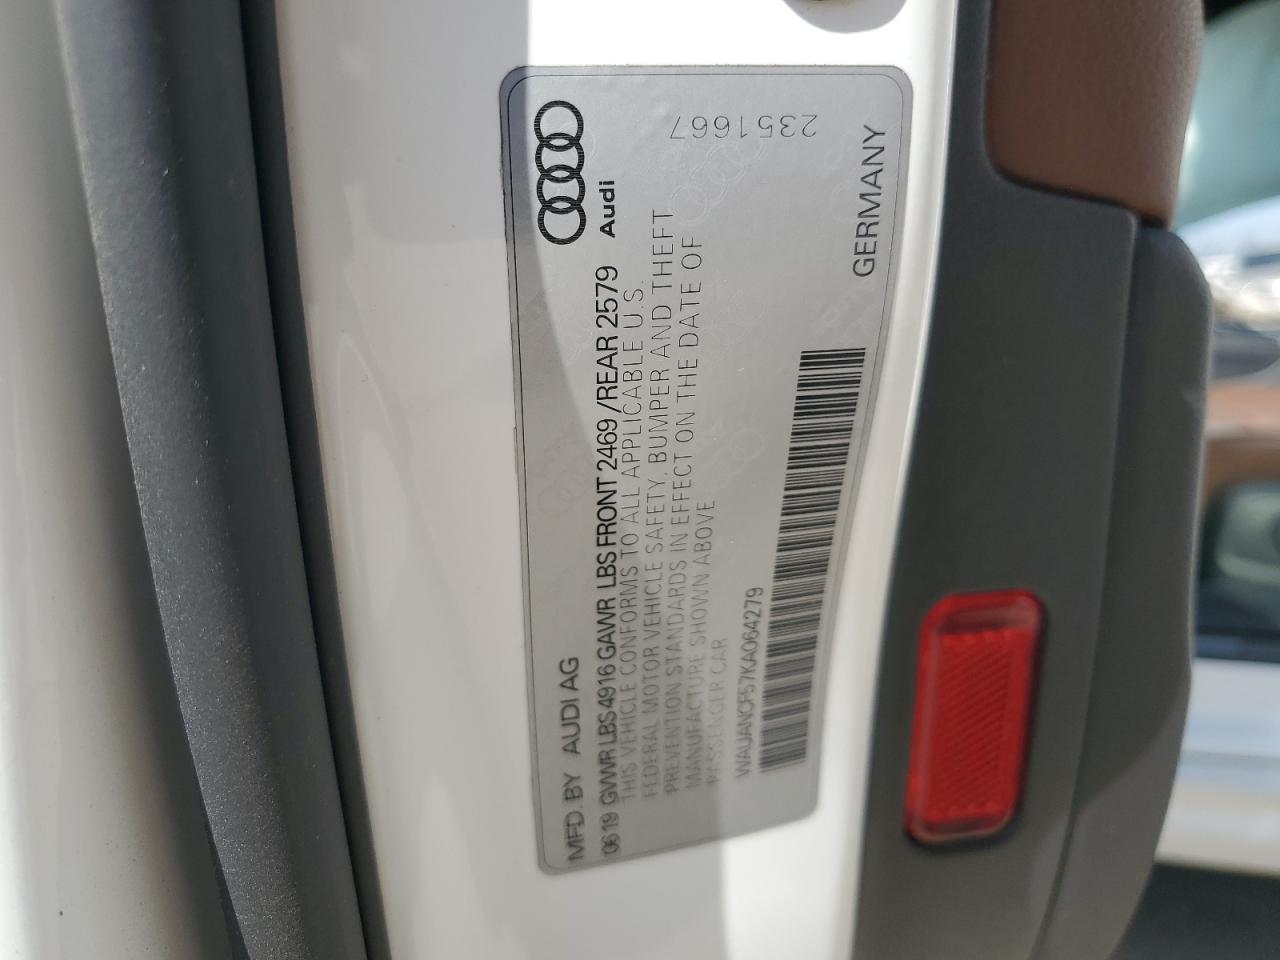 MFD. BY AUDI AG
Audi
06 19 GVWR LBS 4916 GAWR LBS FRONT 2469 /REAR 2579
THIS VEHICLE CONFORMS TO ALL APPLICABLE U.S.
FEDERAL MOTOR VEHICLE SAFETY, BUMPER AND THEFT
PREVENTION STANDARDS IN EFFECT ON THE DATE OF
MANUFACTURE SHOWN ABOVE
PASSENGER CAR
WAUANCF57KA064279
GERMANY
2351667